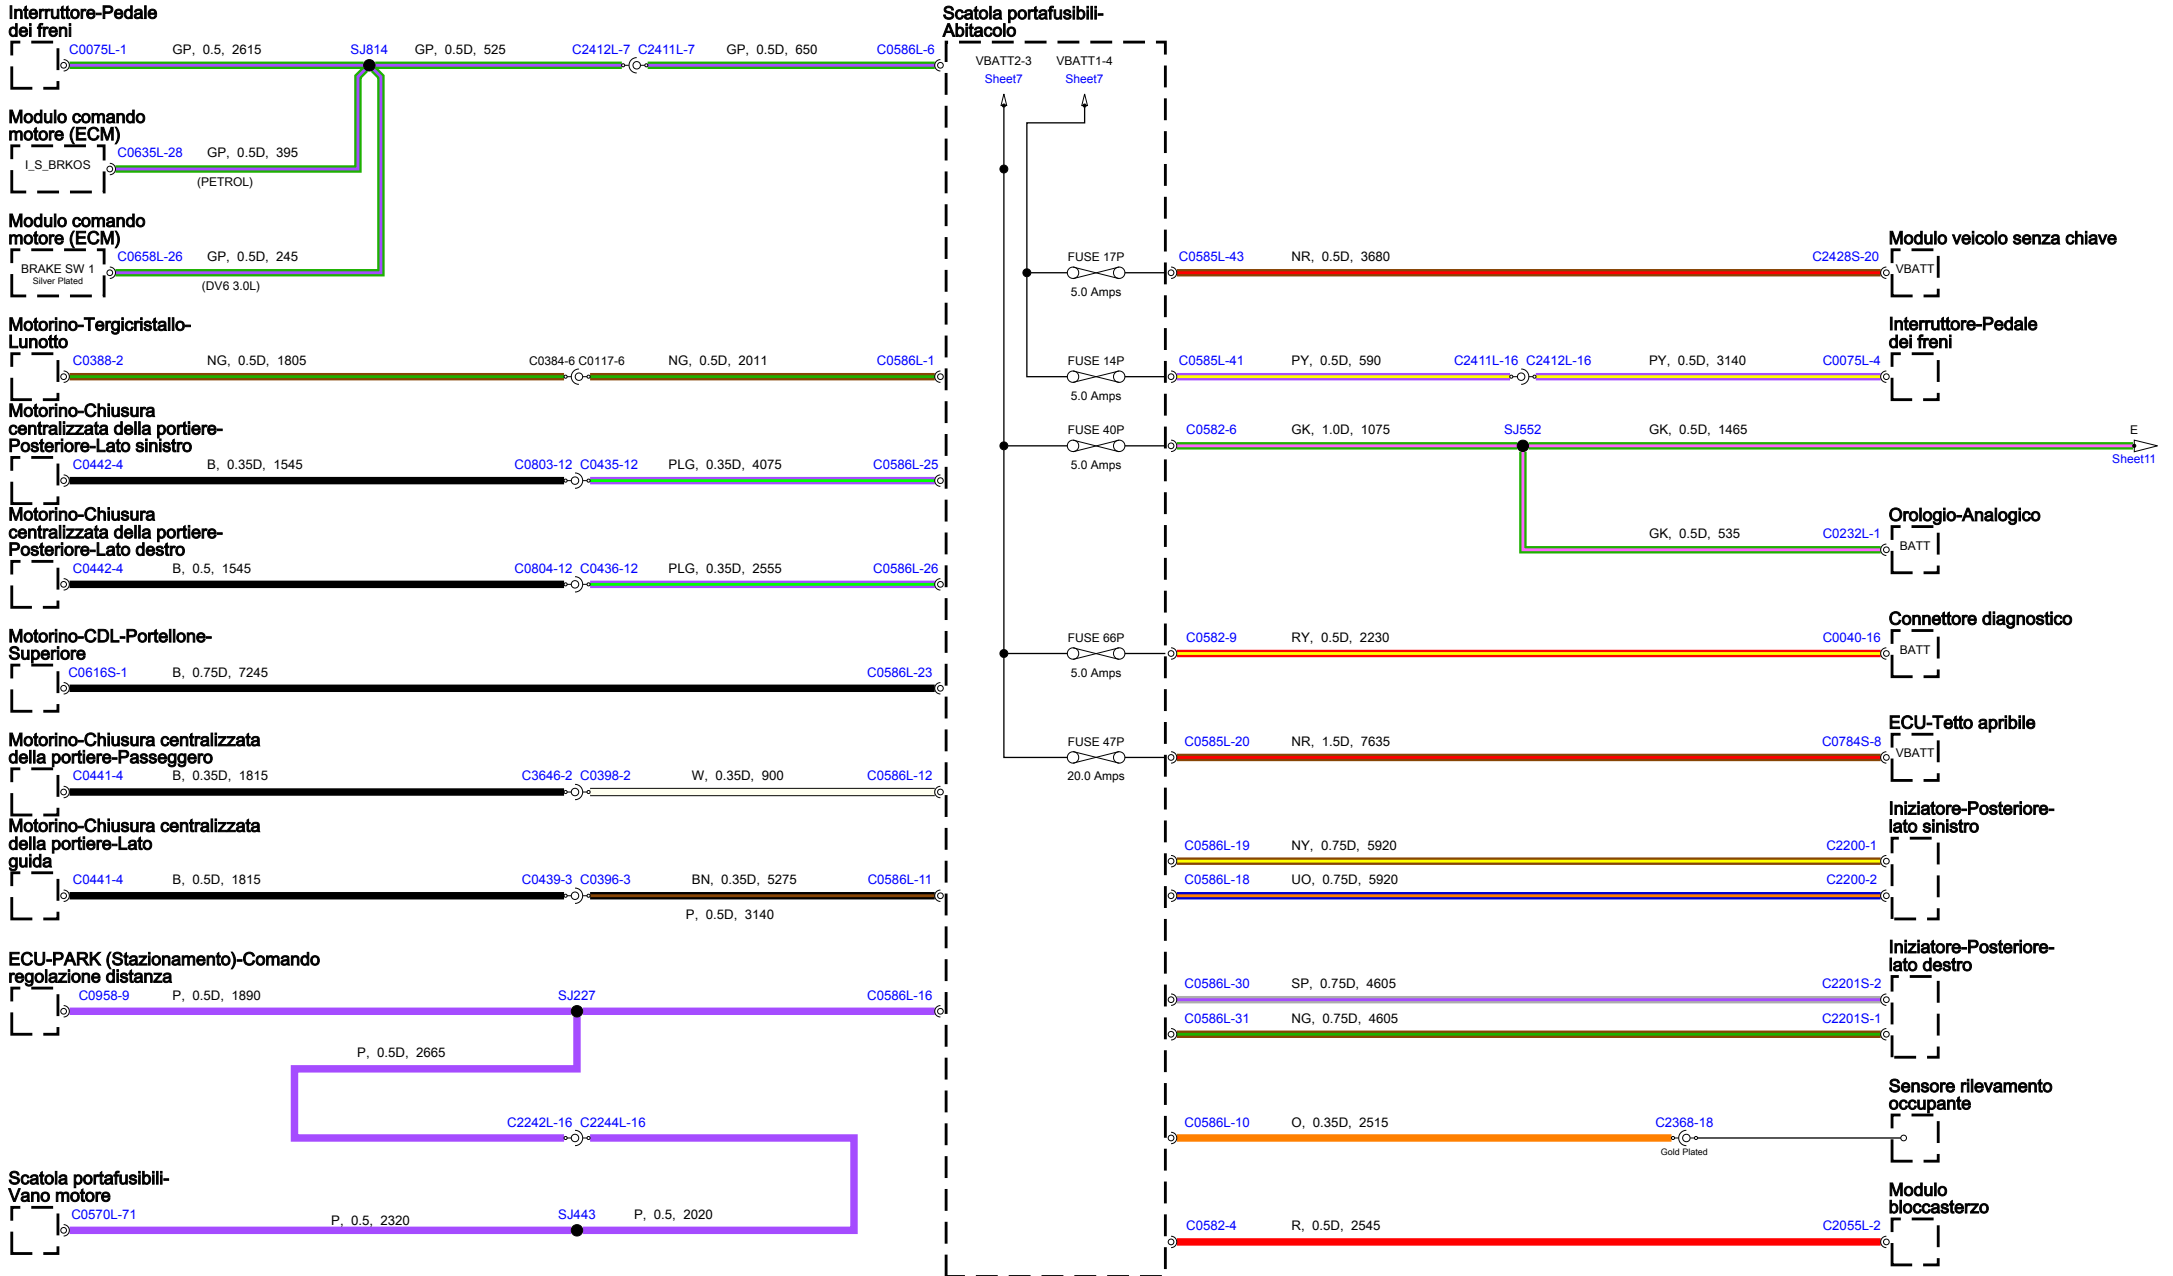 Interruttore-Pedale
dei freni
C0075L-1
GP, 0.5, 2615
SJ814
GP, 0.5D, 525
C2412L-7
C2411L-7
GP, 0.5D, 650
C0586L-6
Modulo comando
motore (ECM)
I_S_BRKOS
C0635L-28
GP, 0.5D, 395
(PETROL)
Modulo comando
motore (ECM)
BRAKE SW 1
Silver Plated
C0658L-26
GP, 0.5D, 245
(DV6 3.0L)
Motorino-Tergicristallo-
Lunotto
C0388-2
NG, 0.5D, 1805
C0384-6
C0117-6
NG, 0.5D, 2011
C0586L-1
Motorino-Chiusura
centralizzata della portiere-
Posteriore-Lato sinistro
C0442-4
B, 0.35D, 1545
C0803-12
C0435-12
PLG, 0.35D, 4075
C0586L-25
Motorino-Chiusura
centralizzata della portiere-
Posteriore-Lato destro
C0442-4
B, 0.5, 1545
C0804-12
C0436-12
PLG, 0.35D, 2555
C0586L-26
Motorino-CDL-Portellone-
Superiore
C0616S-1
B, 0.75D, 7245
C0586L-23
Motorino-Chiusura centralizzata
della portiere-Passeggero
C0441-4
B, 0.35D, 1815
C3646-2
C0398-2
W, 0.35D, 900
C0586L-12
Motorino-Chiusura centralizzata
della portiere-Lato
guida
C0441-4
B, 0.5D, 1815
C0439-3
C0396-3
BN, 0.35D, 5275
C0586L-11
P, 0.5D, 3140
ECU-PARK (Stazionamento)-Comando
regolazione distanza
C0958-9
P, 0.5D, 1890
SJ227
C0586L-16
P, 0.5D, 2665
C2242L-16
C2244L-16
Scatola portafusibili-
Vano motore
C0570L-71
P, 0.5, 2320
SJ443
P, 0.5, 2020
Scatola portafusibili-
Abitacolo
VBATT2-3
Sheet7
VBATT1-4
Sheet7
FUSE 17P
5.0 Amps
C0585L-43
NR, 0.5D, 3680
C2428S-20
Modulo veicolo senza chiave
VBATT
FUSE 14P
5.0 Amps
C0585L-41
PY, 0.5D, 590
C2411L-16
C2412L-16
PY, 0.5D, 3140
C0075L-4
Interruttore-Pedale
dei freni
FUSE 40P
5.0 Amps
C0582-6
GK, 1.0D, 1075
SJ552
GK, 0.5D, 1465
E
Sheet11
GK, 0.5D, 535
C0232L-1
Orologio-Analogico
BATT
FUSE 66P
5.0 Amps
C0582-9
RY, 0.5D, 2230
C0040-16
Connettore diagnostico
BATT
FUSE 47P
20.0 Amps
C0585L-20
NR, 1.5D, 7635
C0784S-8
ECU-Tetto apribile
VBATT
C0586L-19
NY, 0.75D, 5920
C2200-1
Iniziatore-Posteriore-
lato sinistro
C0586L-18
UO, 0.75D, 5920
C2200-2
C0586L-30
SP, 0.75D, 4605
C2201S-2
Iniziatore-Posteriore-
lato destro
C0586L-31
NG, 0.75D, 4605
C2201S-1
C0586L-10
O, 0.35D, 2515
C2368-18
Gold Plated
Sensore rilevamento
occupante
C0582-4
R, 0.5D, 2545
C2055L-2
Modulo
bloccasterzo